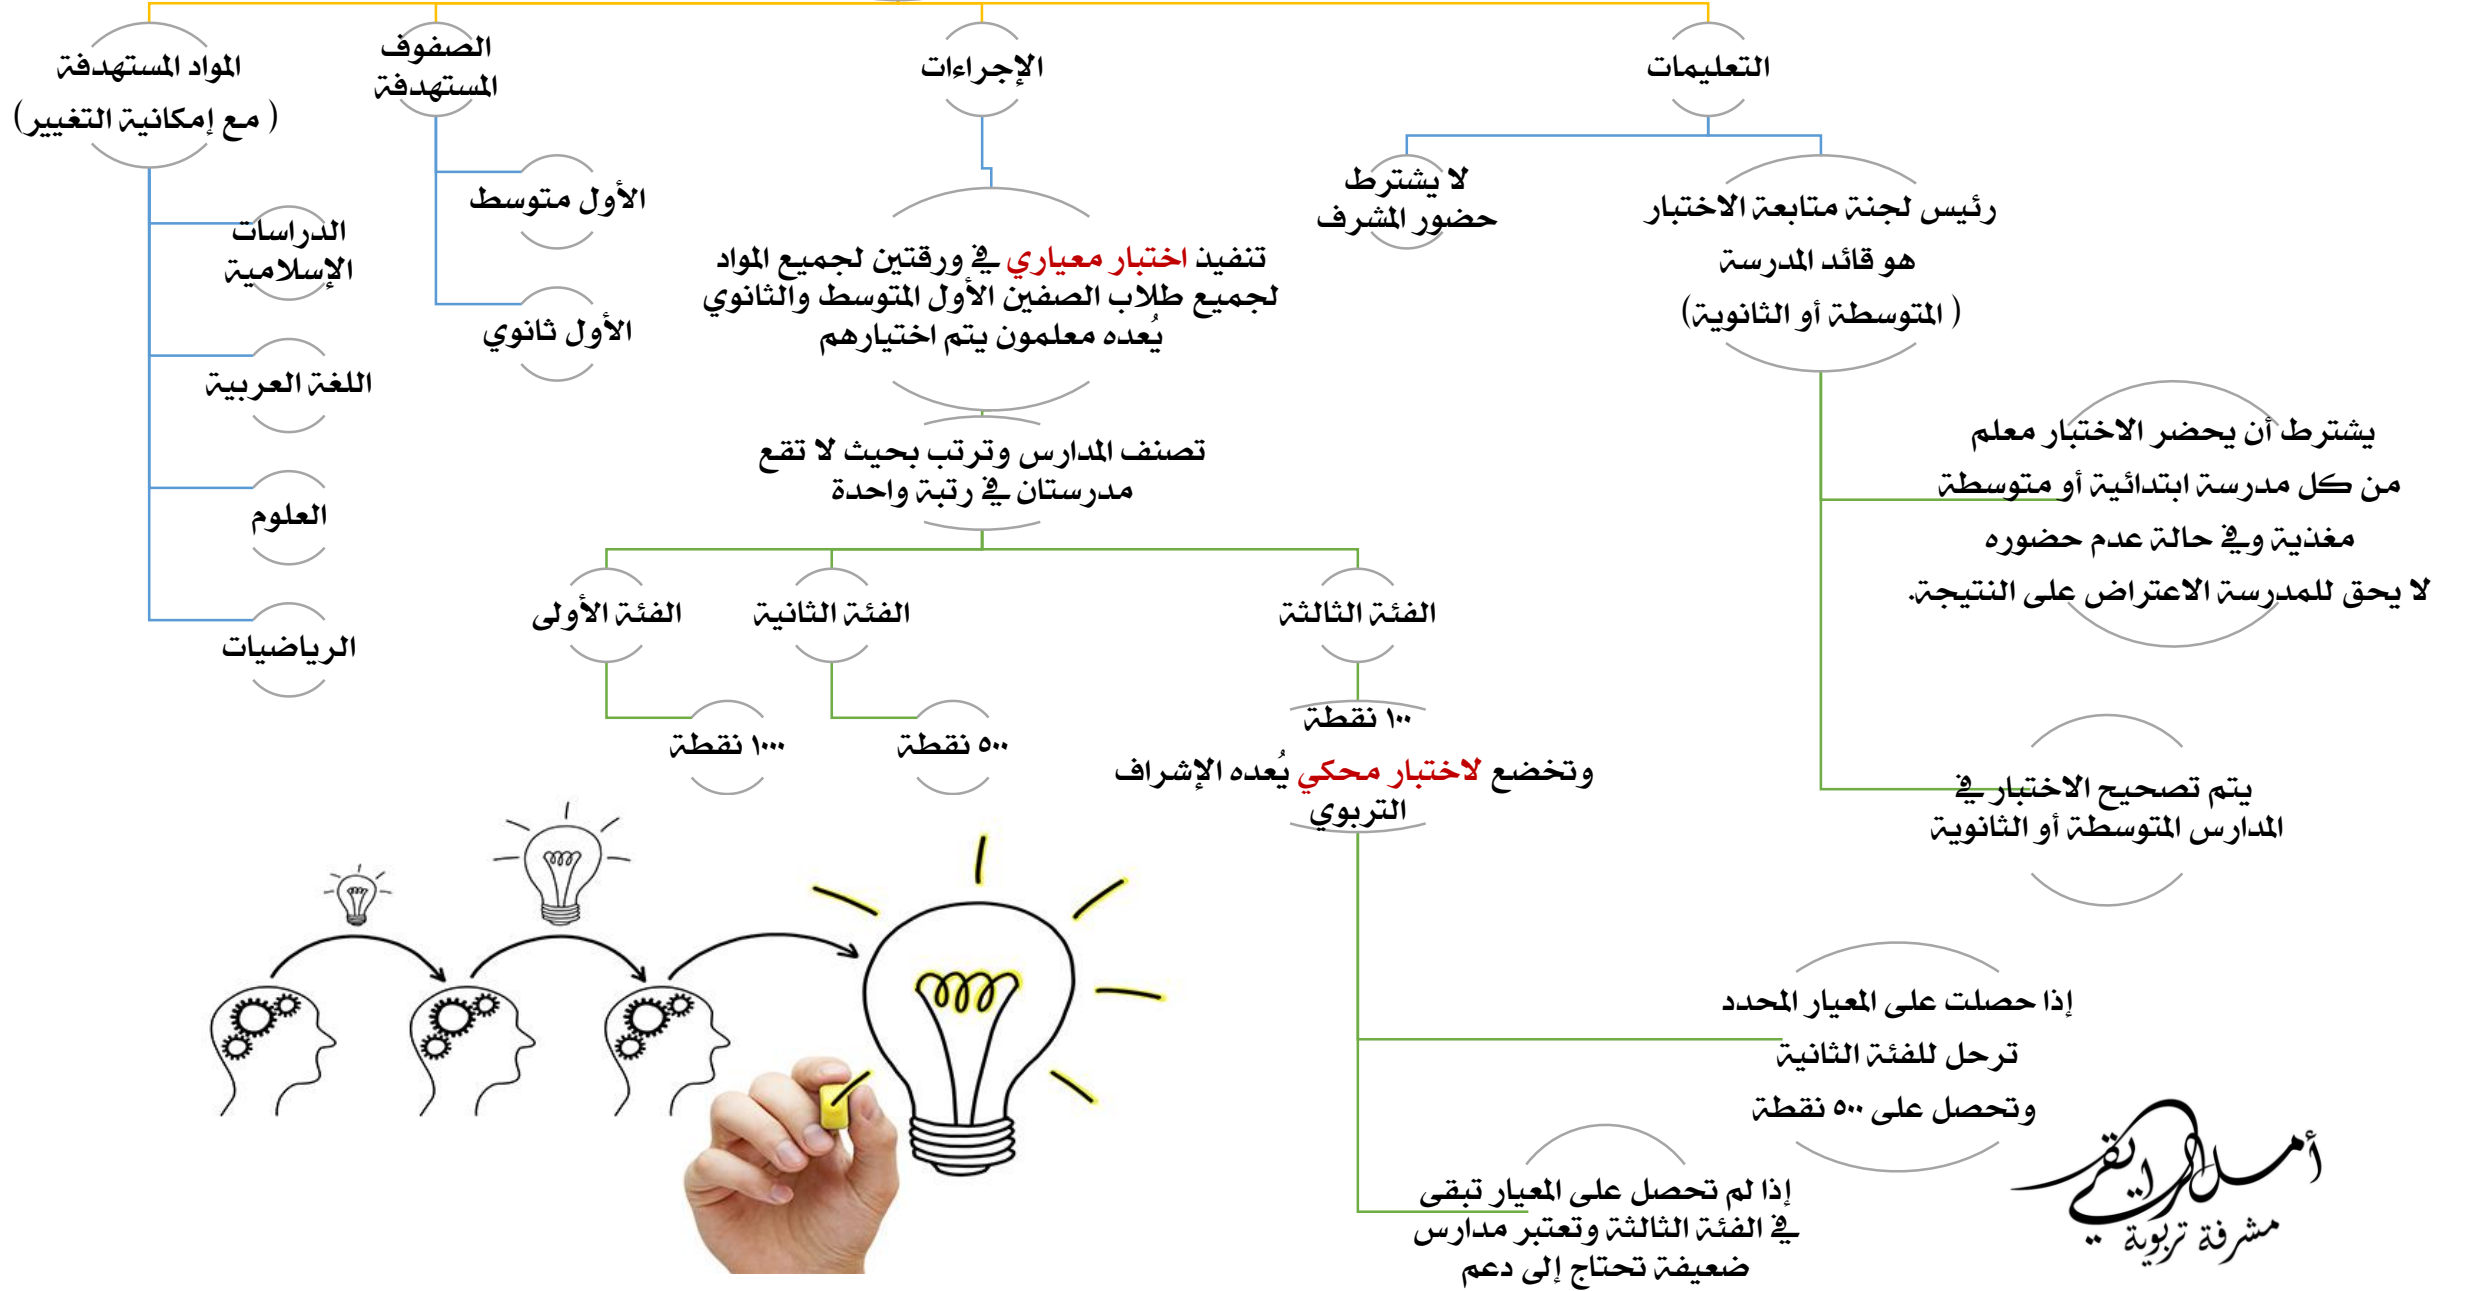 التعليمات
لا يشترط
حضور المشرف
رئيس لجنة متابعة الاختبار
هو قائد المدرسة
( المتوسطة أو الثانوية)
يشترط أن يحضر الاختبار معلم
من كل مدرسة ابتدائية أو متوسطة
مغذية وفي حالة عدم حضوره
لا يحق للمدرسة الاعتراض على النتيجة.
يتم تصحيح الاختبار في
المدارس المتوسطة أو الثانوية
الإجراءات
تنفيذ اختبار معياري في ورقتين لجميع المواد
لجميع طلاب الصفين الأول المتوسط والثانوي
يُعده معلمون يتم اختيارهم
تصنف المدارس وترتب بحيث لا تقع
مدرستان في رتبة واحدة
الفئة الثالثة
١٠٠ نقطة
وتخضع لاختبار محكي يُعده الإشراف
التربوي
إذا حصلت على المعيار المحدد
ترحل للفئة الثانية
وتحصل على ٥٠٠ نقطة
إذا لم تحصل على المعيار تبقى
في الفئة الثالثة وتعتبر مدارس
ضعيفة تحتاج إلى دعم
الفئة الثانية
٥٠٠ نقطة
الفئة الأولى
١٠٠٠ نقطة
الصفوف
المستهدفة
الأول متوسط
الأول ثانوي
المواد المستهدفة
( مع إمكانية التغيير)
الدراسات
الإسلامية
اللغة العربية
العلوم
الرياضيات
أمل
مشرفة تربوية